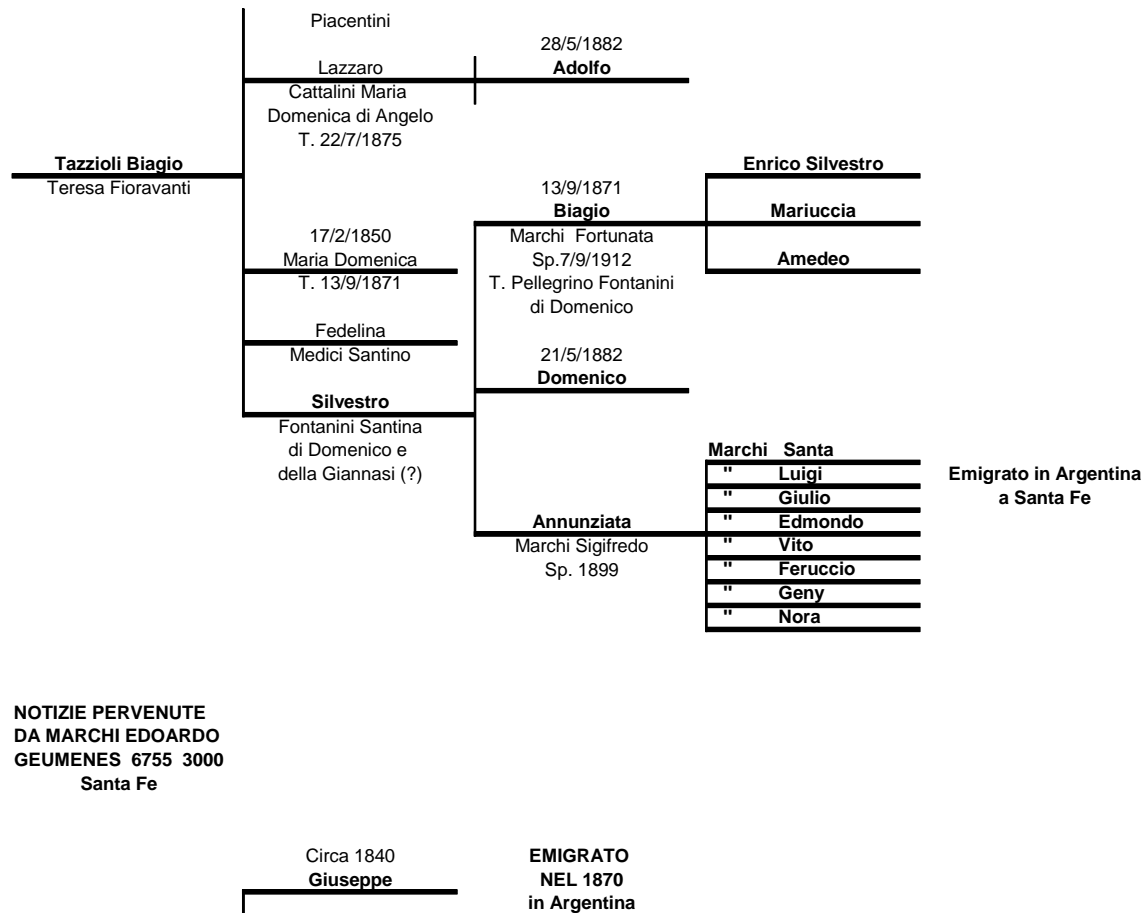 Piacentini
28/5/1882
Lazzaro
Adolfo
Cattalini Maria
Domenica di Angelo
T. 22/7/1875
Tazzioli Biagio
Teresa Fioravanti
Enrico Silvestro
13/9/1871
Biagio
Mariuccia
17/2/1850
Maria Domenica
T. 13/9/1871
Marchi  Fortunata
Sp.7/9/1912
T. Pellegrino Fontanini
di Domenico
Amedeo
Fedelina
Medici Santino
21/5/1882
Domenico
Silvestro
Fontanini Santina
di Domenico e
della Giannasi (?)
Marchi   Santa
"   Luigi
"   Giulio
"   Edmondo
"   Vito
"   Feruccio
"   Geny
"   Nora
Emigrato in Argentina
a Santa Fe
Annunziata
Marchi Sigifredo
Sp. 1899
NOTIZIE PERVENUTE
DA MARCHI EDOARDO
GEUMENES  6755  3000
Santa Fe
Circa 1840
Giuseppe
EMIGRATO
NEL 1870
in Argentina